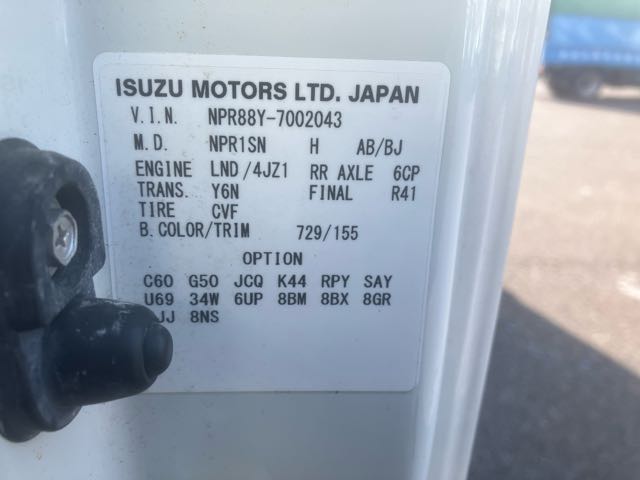 ISUZU MOTORS LTD. JAPAN
V.I.N. NPR88Y-7002043
M.D. NPR1SN H AB/BJ
ENGINE LND/4JZ1 RR AXLE 6CP
TRANS. Y6N FINAL R41
TIRE CVF
B.COLOR/TRIM 729/155
OPTION
C60 G50 JCQ K44 RPY SAY
U69 34W 6UP 8BM 8BX 8GR
8NS